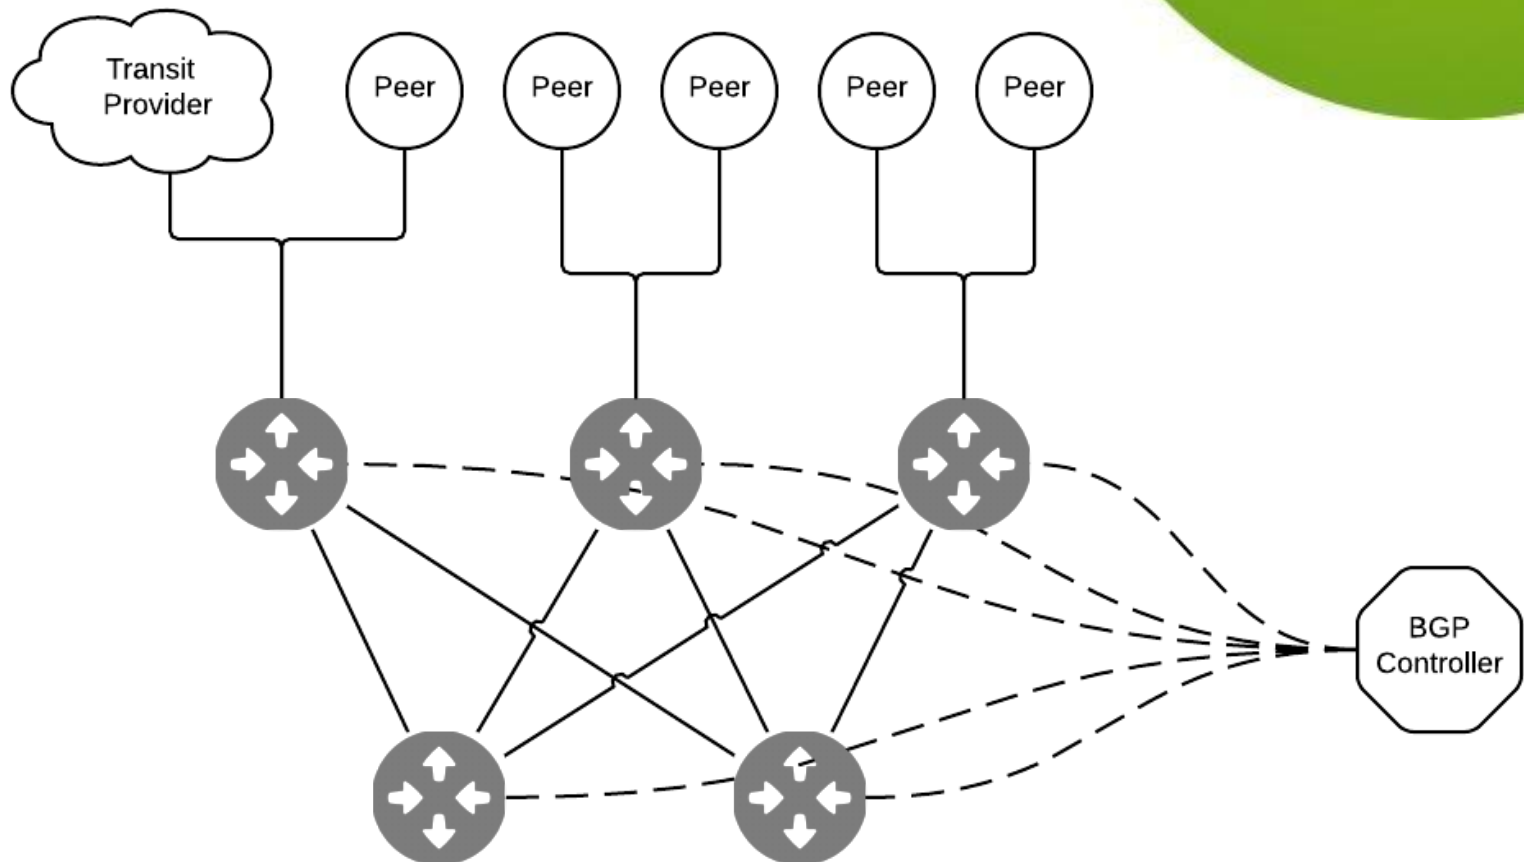 Transit
Provider
Peer
Peer
Peer
Peer
Peer
BGP
Controller